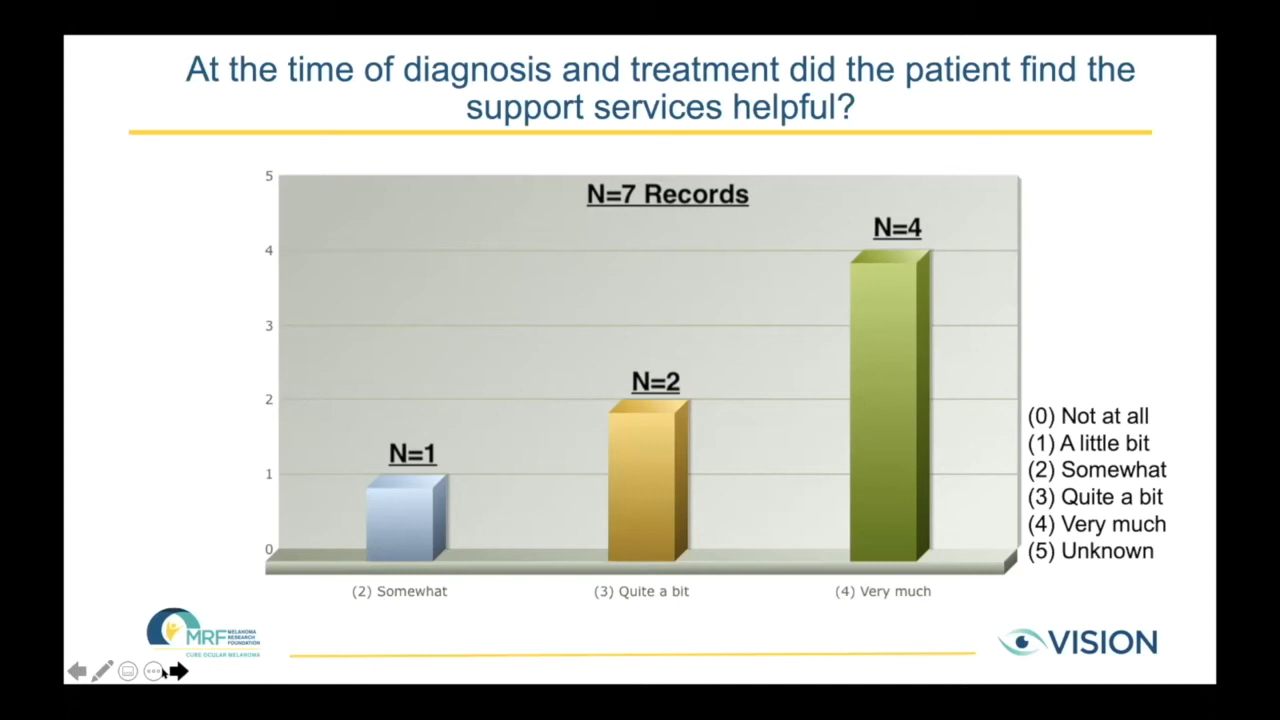 At the time of diagnosis and treatment did the patient find the
support services helpful?
5
N=7 Records
N=4
4
3
N=2
2
N=1
1
0
(0) Not at all
(1) A little bit
(2) Somewhat
(3) Quite a bit
(4) Very much
(5) Unknown
(2) Somewhat
(3) Quite a bit
(4) Very much
MRF
MELANOMA
RESEARCH
FOUNDATION
CURE OCULAR MELANOMA
VISION